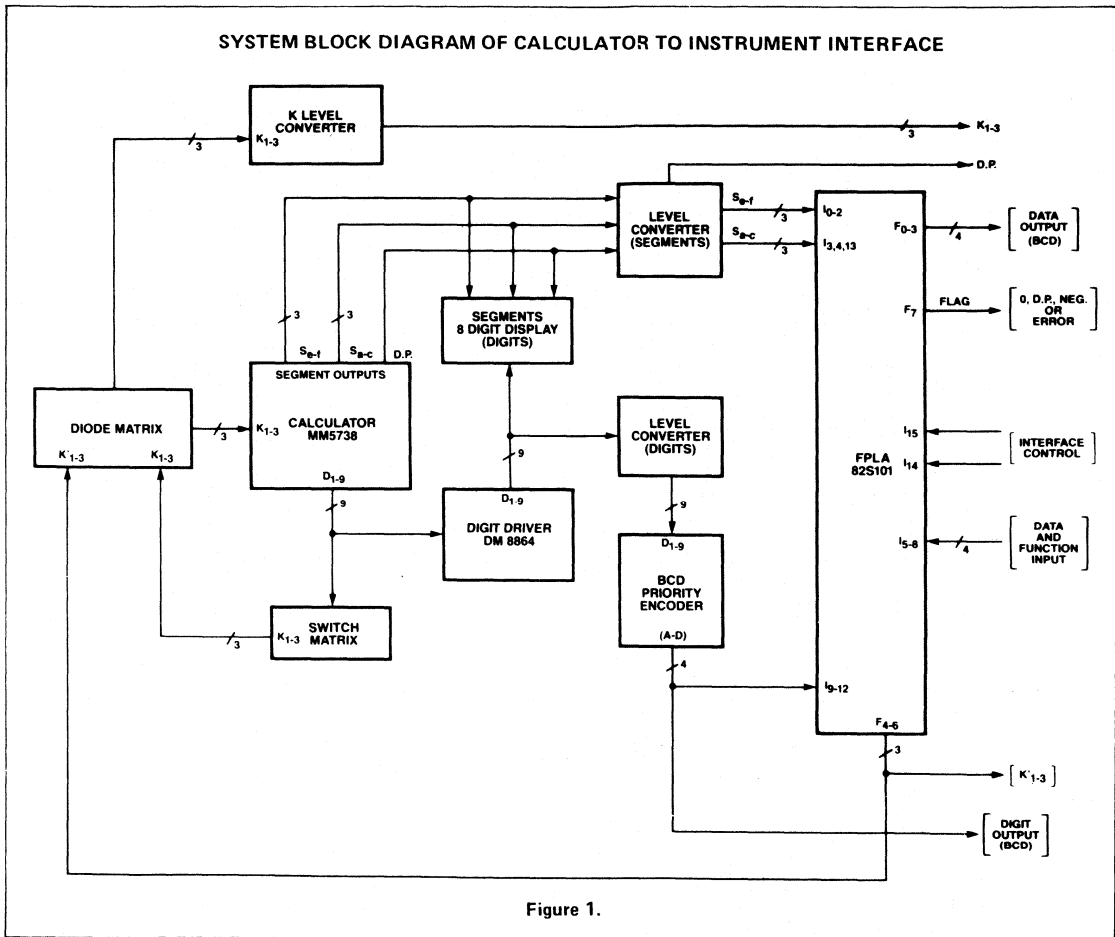 SYSTEM BLOCK DIAGRAM OF CALCULATOR TO INSTRUMENT INTERFACE
K LEVEL
CONVERTER
K1-3
3
3
K1-3
D.P.
LEVEL
CONVERTER
(SEGMENTS)
Se-f
3
Sa-c
3
I0-2
I3,4,13
F0-3
4
DATA
OUTPUT
(BCD)
F7
FLAG
0, D.P., NEG.
OR
ERROR
SEGMENTS
8 DIGIT DISPLAY
(DIGITS)
3
3
Se-f
Sa-c
D.P.
SEGMENT OUTPUTS
CALCULATOR
MM5738
K1-3
D1-9
DIODE MATRIX
K'1-3
K1-3
3
9
LEVEL
CONVERTER
(DIGITS)
9
9
FPLA
82S101
I15
I14
INTERFACE
CONTROL
I5-8
4
DATA
AND
FUNCTION
INPUT
D1-9
DIGIT DRIVER
DM 8864
D1-9
BCD
PRIORITY
ENCODER
(A-D)
4
SWITCH
MATRIX
K1-3
3
I9-12
F4-6
3
K'1-3
DIGIT
OUTPUT
(BCD)
Figure 1.